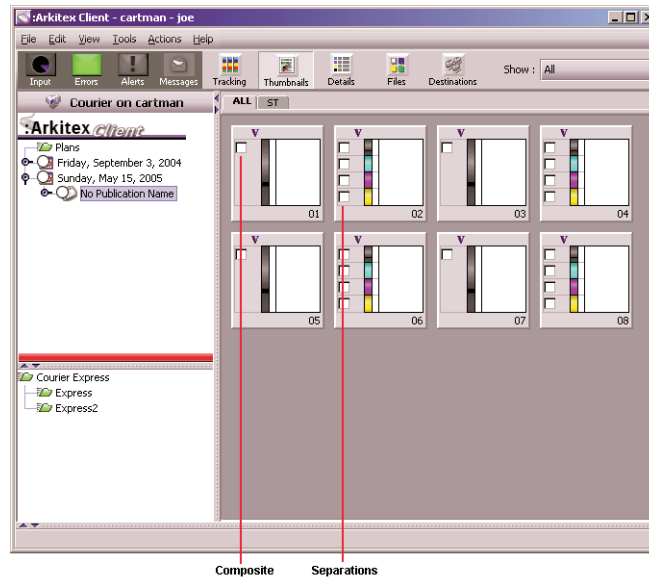 :Arkitex Client - cartman - joe
File Edit View Tools Actions Help
Input Errors Alerts Messages Tracking Thumbnails Details Files Destinations Show : All
Courier on cartman
ALL ST
:Arkitex Client
Plans
Friday, September 3, 2004
Sunday, May 15, 2005
No Publication Name
V V V V
01 02 03 04
V V V V
05 06 07 08
Courier Express
Express
Express2
Composite Separations